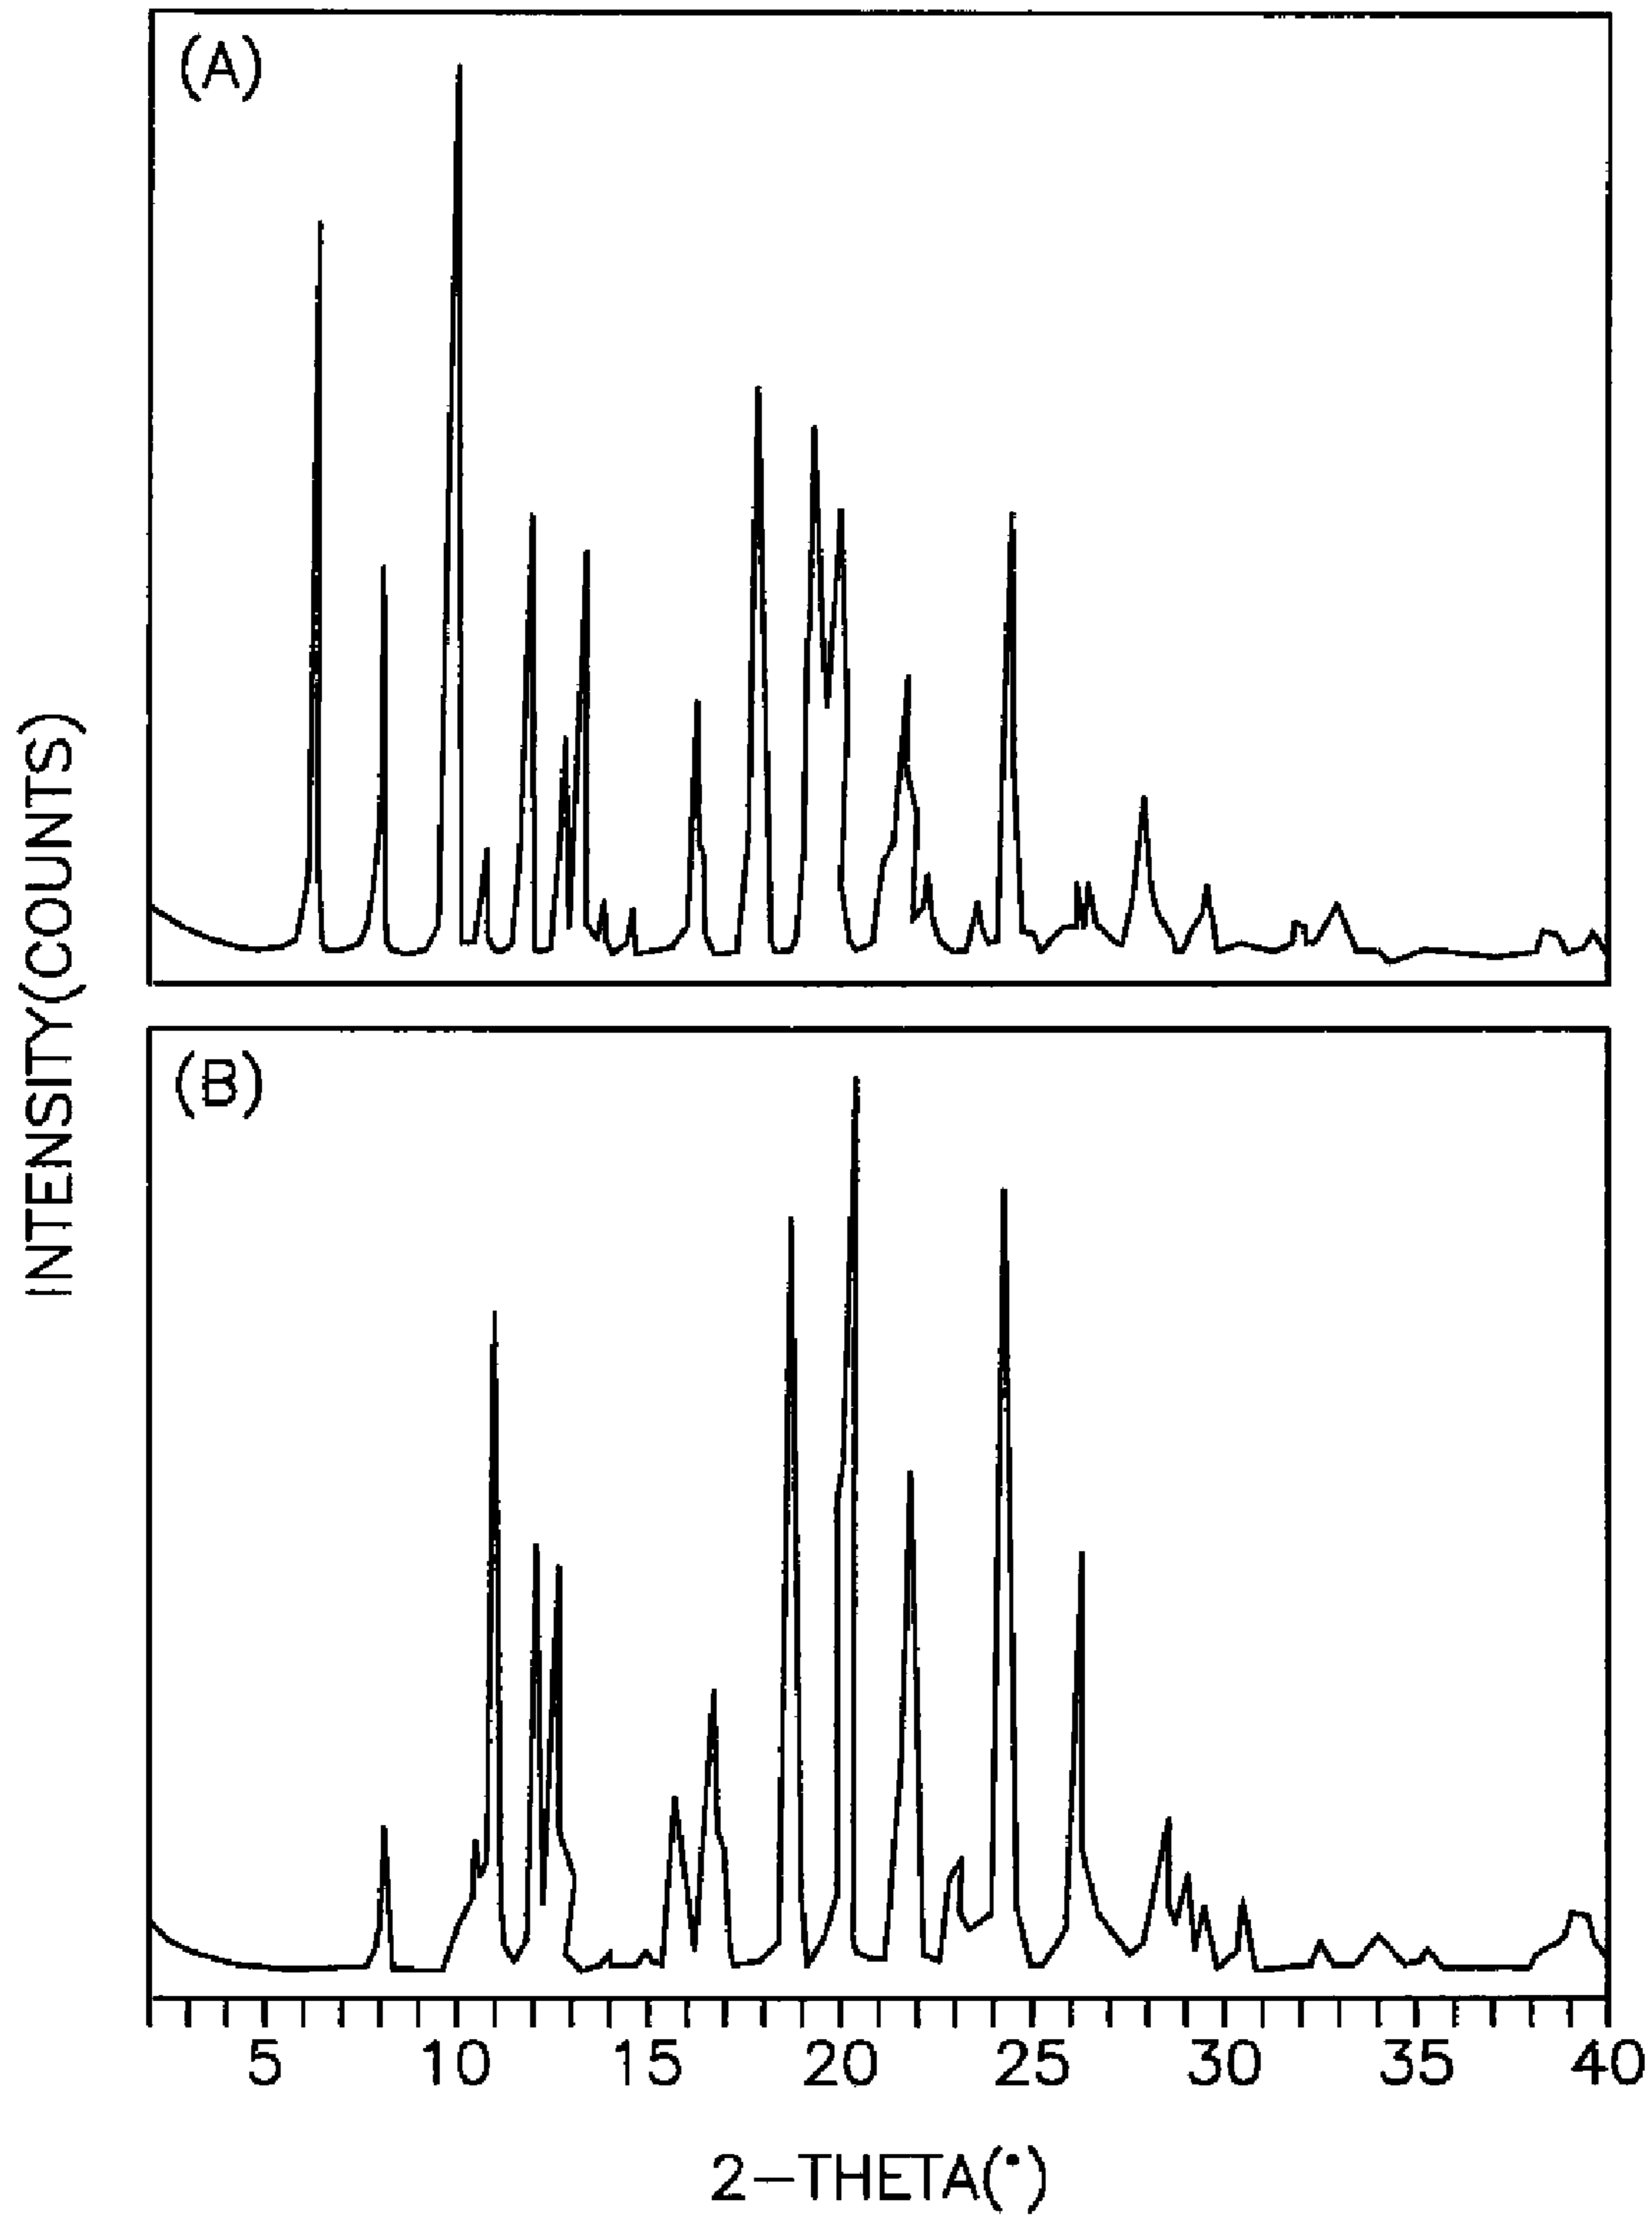 (A)
INTENSITY(COUNTS)
(B)
5 10 15 20 25 30 35 40
2-THETA(°)